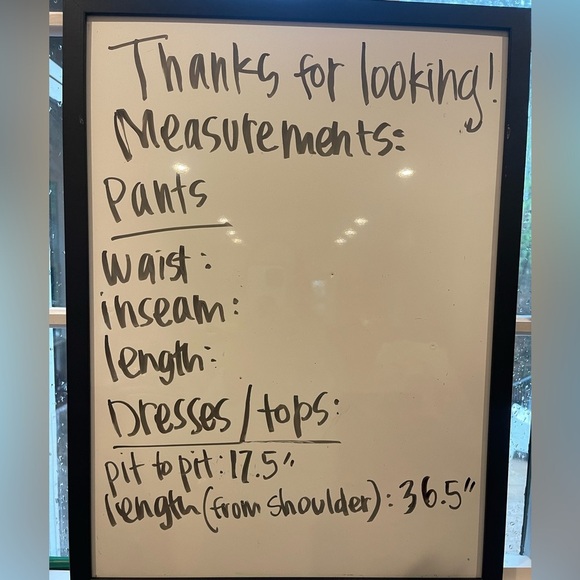 Thanks for looking!
Measurements:
Pants
waist:
inseam:
length:
Dresses/tops:
pit to pit: 17.5"
length (from shoulder): 36.5"